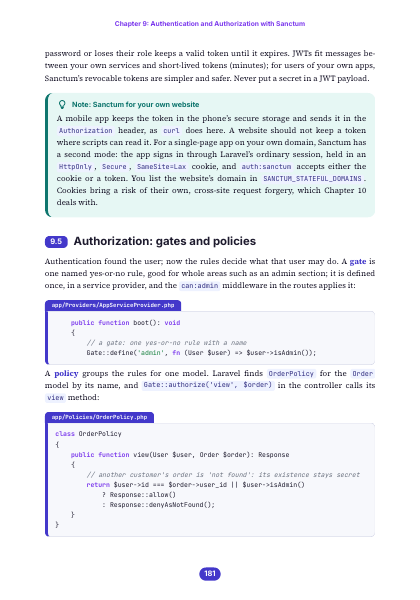 Chapter 9: Authentication and Authorization with Sanctum
password or loses their role keeps a valid token until it expires. JWTs fit messages be-
tween your own services and short-lived tokens (minutes); for users of your own apps,
Sanctum's revocable tokens are simpler and safer. Never put a secret in a JWT payload.
Note: Sanctum for your own website
A mobile app keeps the token in the phone's secure storage and sends it in the
Authorization header, as curl does here. A website should not keep a token
where scripts can read it. For a single-page app on your own domain, Sanctum has
a second mode: the app signs in through Laravel's ordinary session, held in an
HttpOnly , Secure , SameSite=Lax cookie, and auth:sanctum accepts either the
cookie or a token. You list the website's domain in SANCTUM_STATEFUL_DOMAINS .
Cookies bring a risk of their own, cross-site request forgery, which Chapter 10
deals with.
9.5 Authorization: gates and policies
Authentication found the user; now the rules decide what that user may do. A gate is
one named yes-or-no rule, good for whole areas such as an admin section; it is defined
once, in a service provider, and the can:admin middleware in the routes applies it:
app/Providers/AppServiceProvider.php
public function boot(): void
{
// a gate: one yes-or-no rule with a name
Gate::define('admin', fn (User $user) => $user->isAdmin());
A policy groups the rules for one model. Laravel finds OrderPolicy for the Order
model by its name, and Gate::authorize('view', $order) in the controller calls its
view method:
app/Policies/OrderPolicy.php
class OrderPolicy
{
public function view(User $user, Order $order): Response
{
// another customer's order is 'not found'; its existence stays secret
return $user->id === $order->user_id || $user->isAdmin()
? Response::allow()
: Response::denyAsNotFound();
}
}
181